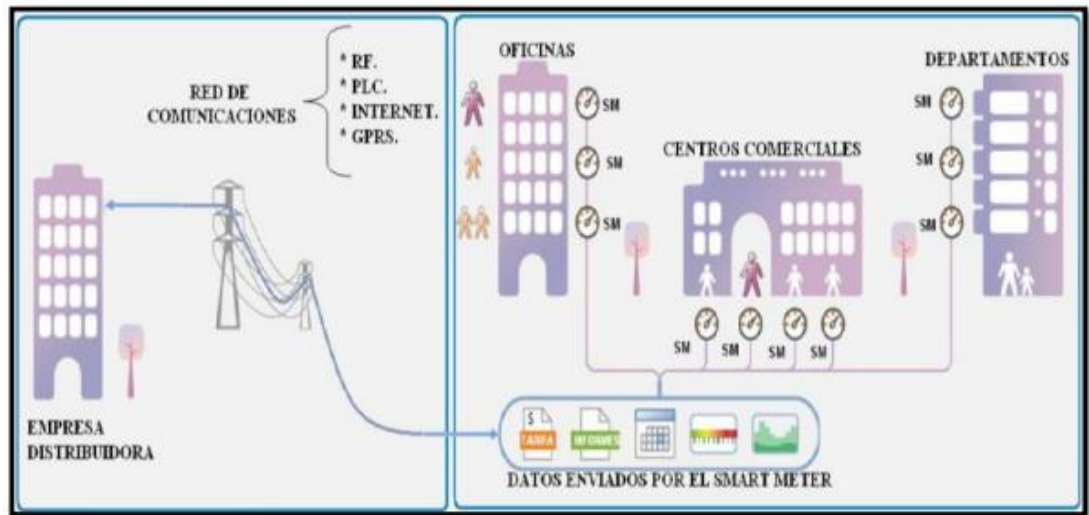 RED DE
COMUNICACIONES
* RF.
* PLC.
* INTERNET.
* GPRS.
EMPRESA
DISTRIBUIDORA
OFICINAS
SM
SM
SM
CENTROS COMERCIALES
SM
SM
SM
SM
DEPARTAMENTOS
SM
SM
SM
$
TARIFA
INFOMES
DATOS ENVIADOS POR EL SMART METER